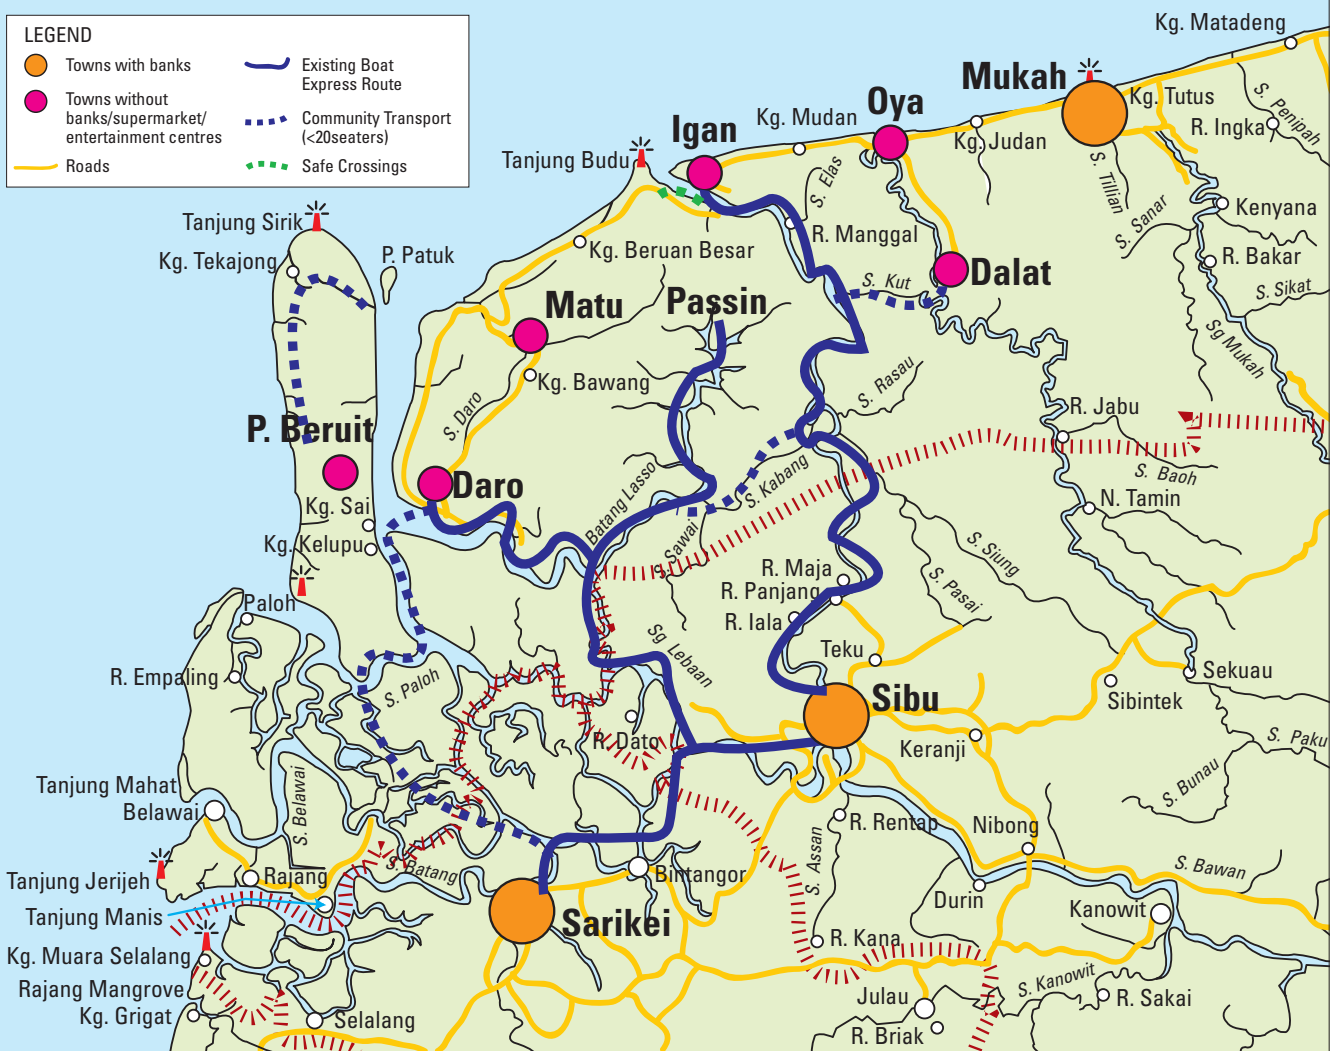 LEGEND
Towns with banks
Towns without
banks/supermarket/
entertainment centres
Roads
Existing Boat
Express Route
Community Transport
(<20seaters)
Safe Crossings
Kg. Matadeng
Mukah
Kg. Tutus
S. Penipah
R. Ingka
Oya
Kg. Mudan
Kg. Judan
Igan
Tanjung Budu
S. Elas
S. Tillian
S. Sanar
Kenyana
Tanjung Sirik
Kg. Tekajong
P. Patuk
Kg. Beruan Besar
R. Manggal
R. Bakar
S. Kut
Dalat
S. Sikat
Matu
Passin
Sg Mukah
Kg. Bawang
S. Rasau
S. Daro
R. Jabu
P. Beruit
S. Baoh
Daro
Batang Lasso
S. Kabang
N. Tamin
Kg. Sai
Kg. Kelupu
S. Sawai
S. Siung
R. Maja
R. Panjang
S. Pasai
Paloh
R. lala
Sg Lebaan
Teku
R. Empaling
S. Paloh
Sibu
Sekuau
Sibintek
R. Dato
Keranji
S. Paku
Tanjung Mahat
Belawai
S. Belawai
S. Bunau
R. Rentap
Nibong
S. Assan
S. Bawan
Tanjung Jerijeh
Rajang
S. Batang
Bintangor
Durin
Kanowit
Tanjung Manis
Sarikei
R. Kana
Kg. Muara Selalang
Rajang Mangrove
S. Kanowit
Julau
R. Sakai
Kg. Grigat
Selalang
R. Briak